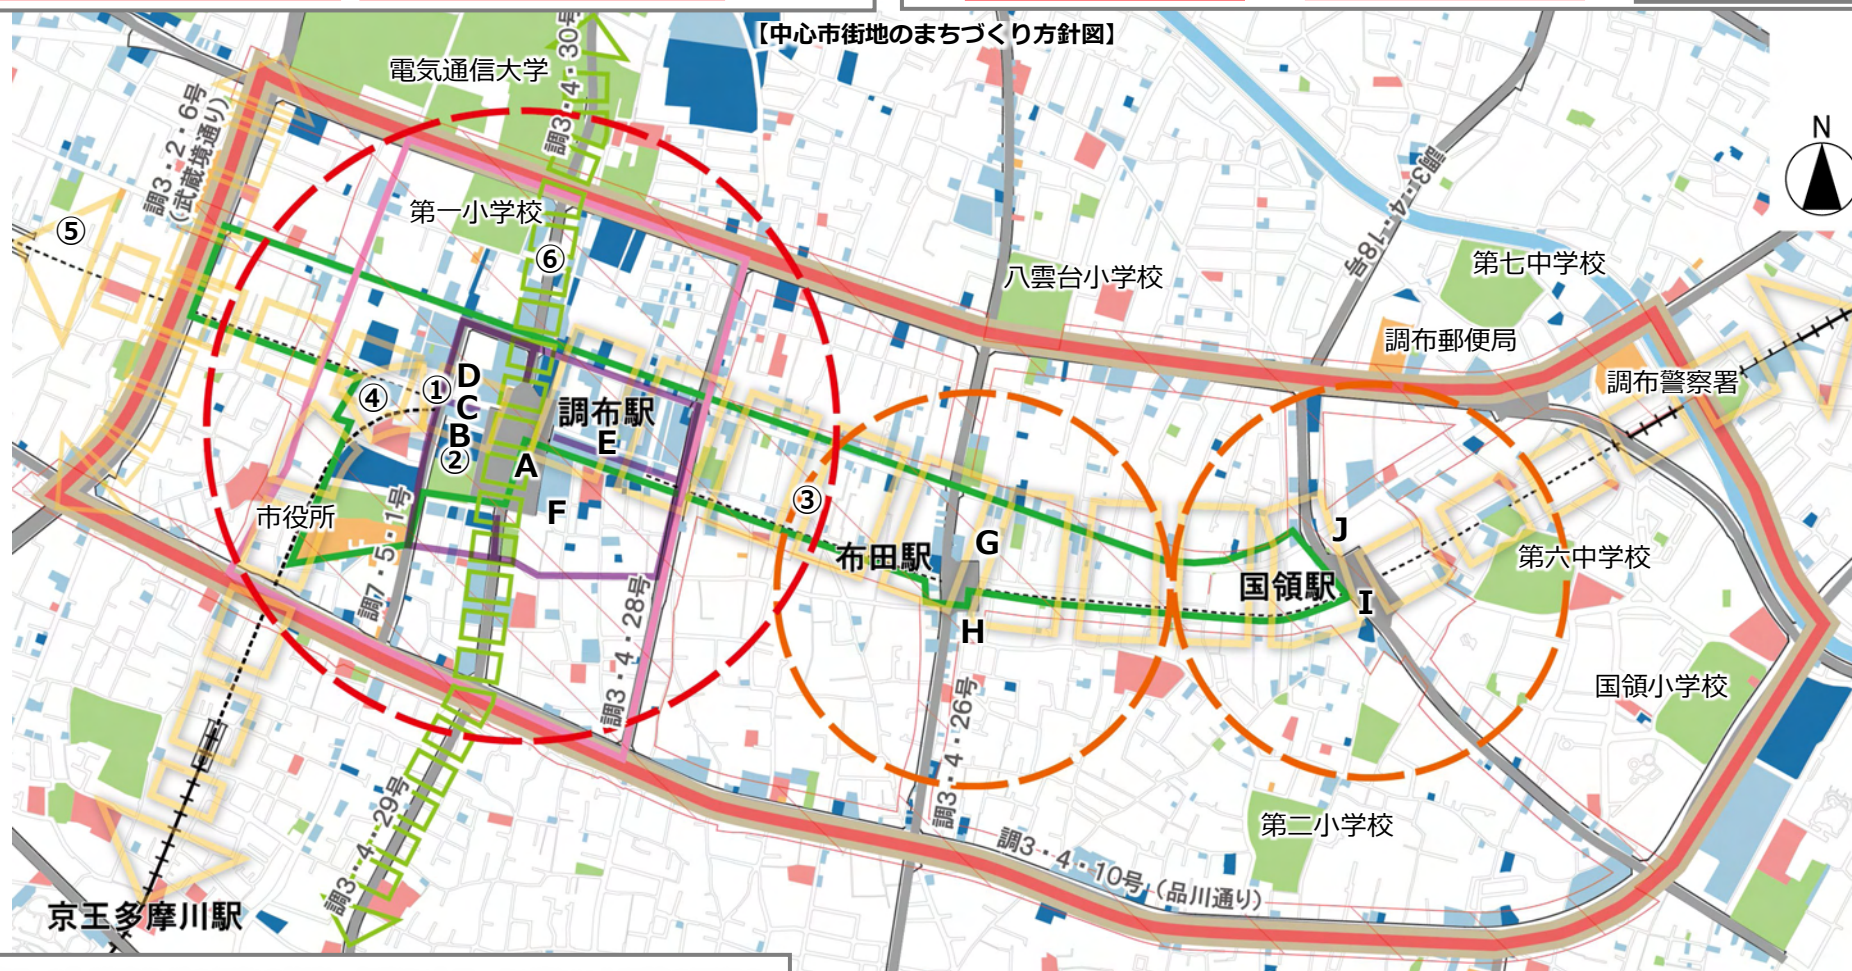 【中心市街地のまちづくり方針図】
電気通信大学
調3・4・30号
調3・2・6号
(武蔵境通り)
N
第一小学校
調3・4・18号
⑤
⑥
八雲台小学校
第七中学校
調布郵便局
調布警察署
①
D
④
C
調布駅
B
E
②
A
③
F
市役所
調7・5・1号
布田駅
G
J
国領駅
第六中学校
I
H
調3・4・28号
国領小学校
調3・4・26号
調3・4・29号
第二小学校
調3・4・10号(品川通り)
京王多摩川駅